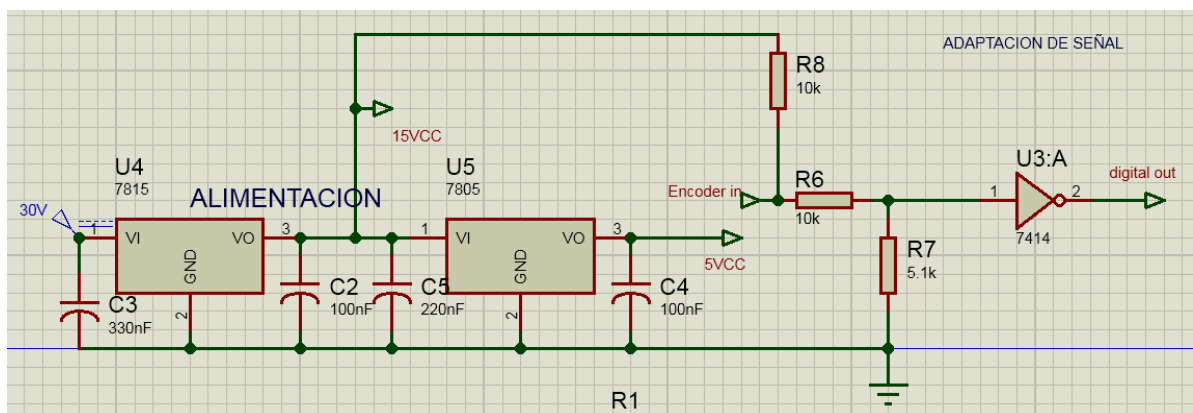 ADAPTACION DE SEÑAL
R8
10k
15VCC
U4
7815
ALIMENTACION
U5
7805
Encoder in
R6
10k
U3:A
digital out
1
2
7414
30V
1
VI
VO
3
GND
2
1
VI
VO
3
GND
2
5VCC
R7
5.1k
C3
330nF
C2
100nF
C5
220nF
C4
100nF
R1